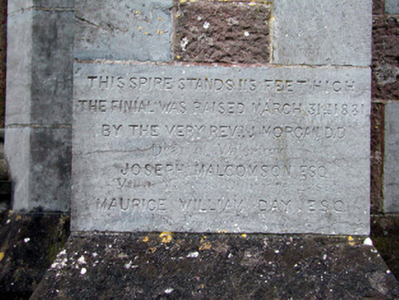 THIS SPIRE STANDS 115 FEET HIGH
THE FINIAL WAS RAISED MARCH 31st 1881
BY THE VERY REV. J. MORGAN D.D
JOSEPH MALCOMSON ESQ
MAURICE WILLIAM DAY. ESQ